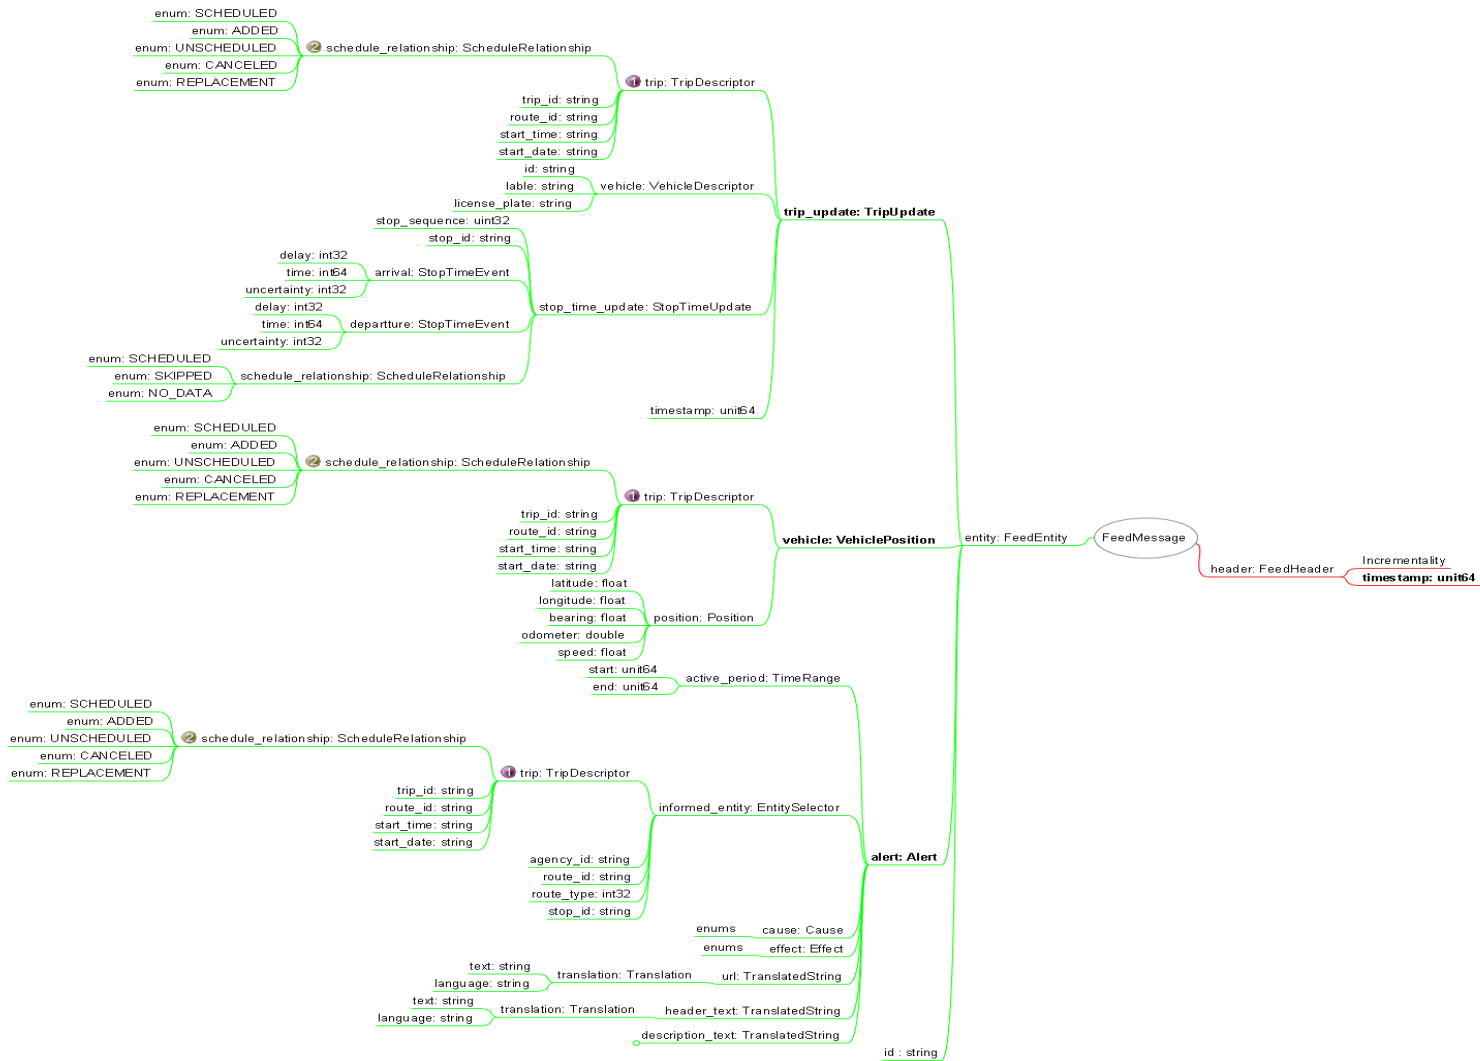 enum: SCHEDULED
enum: ADDED
enum: UNSCHEDULED
enum: CANCELED
enum: REPLACEMENT
2 schedule_relationship: ScheduleRelationship
1 trip: TripDescriptor
trip_id: string
route_id: string
start_time: string
start_date: string
id: string
lable: string
license_plate: string
vehicle: VehicleDescriptor
trip_update: TripUpdate
stop_sequence: uint32
stop_id: string
delay: int32
time: int64
uncertainty: int32
arrival: StopTimeEvent
stop_time_update: StopTimeUpdate
delay: int32
time: int64
uncertainty: int32
departture: StopTimeEvent
enum: SCHEDULED
enum: SKIPPED
enum: NO_DATA
schedule_relationship: ScheduleRelationship
timestamp: unit64
enum: SCHEDULED
enum: ADDED
enum: UNSCHEDULED
enum: CANCELED
enum: REPLACEMENT
2 schedule_relationship: ScheduleRelationship
1 trip: TripDescriptor
trip_id: string
route_id: string
start_time: string
start_date: string
vehicle: VehiclePosition
entity: FeedEntity
FeedMessage
header: FeedHeader
Incrementality
timestamp: unit64
latitude: float
longitude: float
bearing: float
odometer: double
speed: float
position: Position
start: unit64
end: unit64
active_period: TimeRange
enum: SCHEDULED
enum: ADDED
enum: UNSCHEDULED
enum: CANCELED
enum: REPLACEMENT
2 schedule_relationship: ScheduleRelationship
1 trip: TripDescriptor
trip_id: string
route_id: string
start_time: string
start_date: string
informed_entity: EntitySelector
agency_id: string
route_id: string
route_type: int32
stop_id: string
alert: Alert
enums
cause: Cause
enums
effect: Effect
text: string
language: string
translation: Translation
url: TranslatedString
text: string
language: string
translation: Translation
header_text: TranslatedString
description_text: TranslatedString
id : string